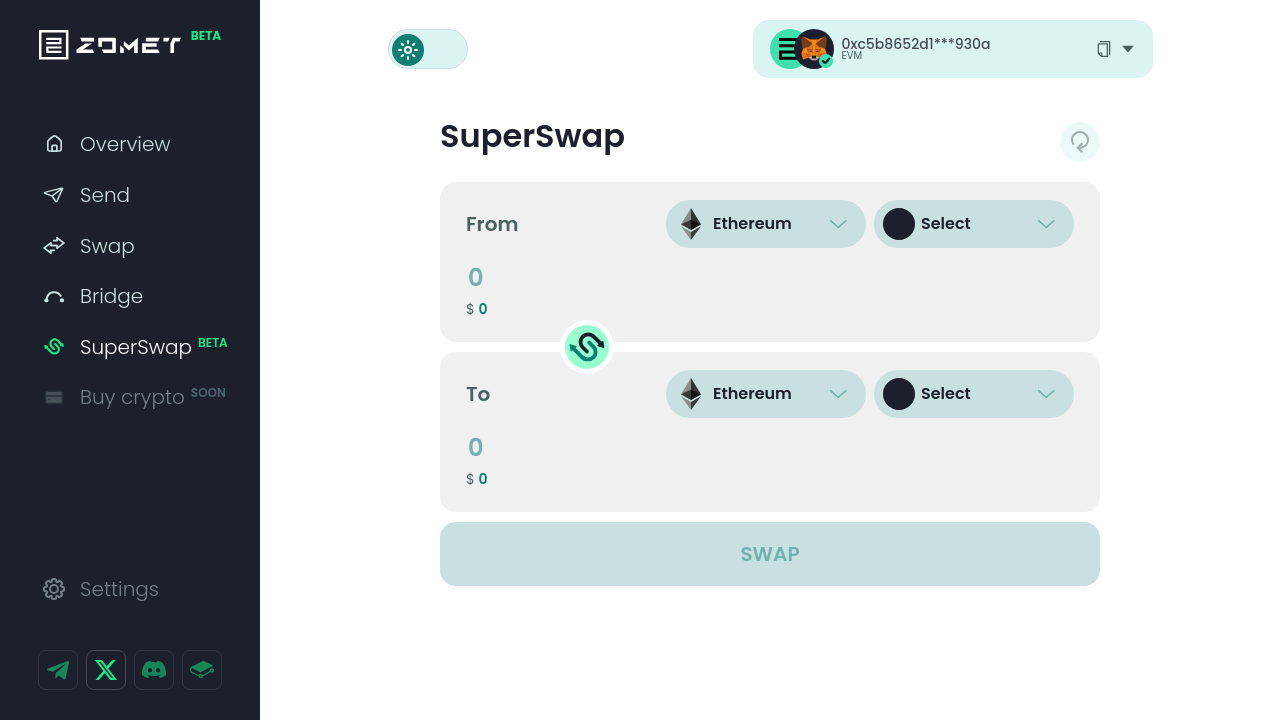 ZOMET BETA
Overview
Send
Swap
Bridge
SuperSwap BETA
Buy crypto SOON
Settings
0xc5b8652d1***930a
EVM
SuperSwap
From
Ethereum
Select
0
$ 0
To
Ethereum
Select
0
$ 0
SWAP